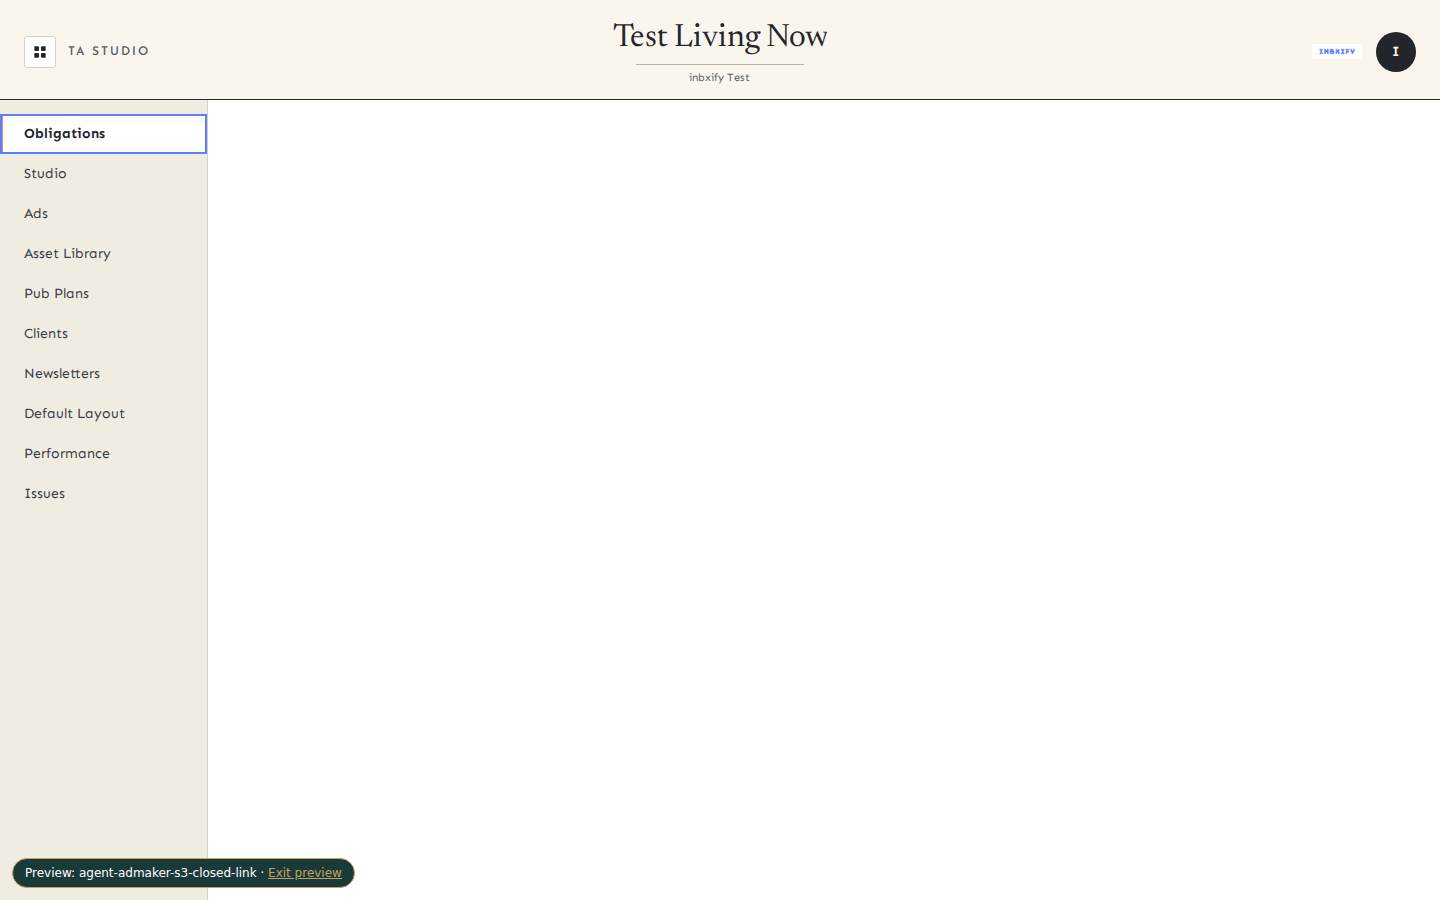 TA STUDIO
Test Living Now
inbxify Test
INBXIFY
I
Obligations
Studio
Ads
Asset Library
Pub Plans
Clients
Newsletters
Default Layout
Performance
Issues
Preview: agent-admaker-s3-closed-link · Exit preview